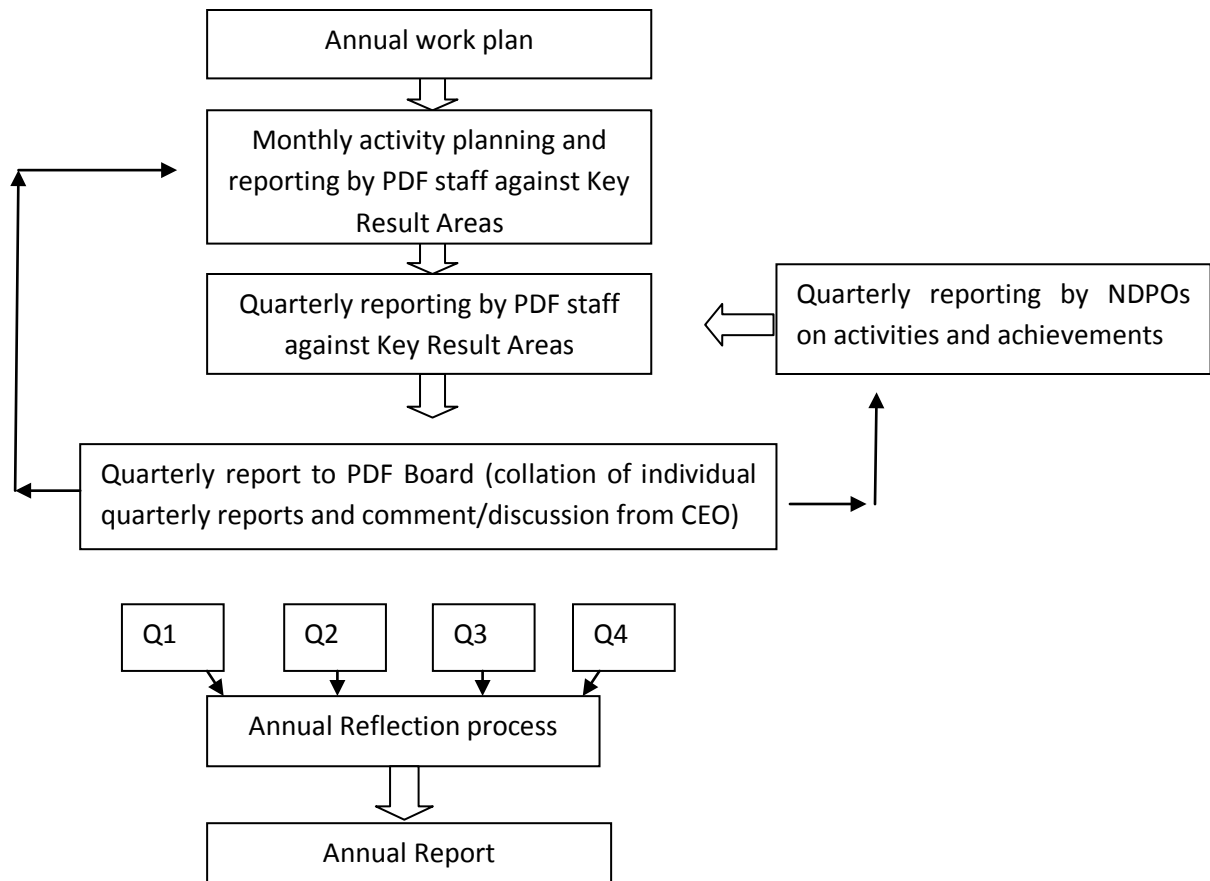 Annual work plan
Monthly activity planning and
reporting by PDF staff against Key
Result Areas
Quarterly reporting by PDF staff
against Key Result Areas
Quarterly reporting by NDPOs
on activities and achievements
Quarterly report to PDF Board (collation of individual
quarterly reports and comment/discussion from CEO)
Q1
Q2
Q3
Q4
Annual Reflection process
Annual Report